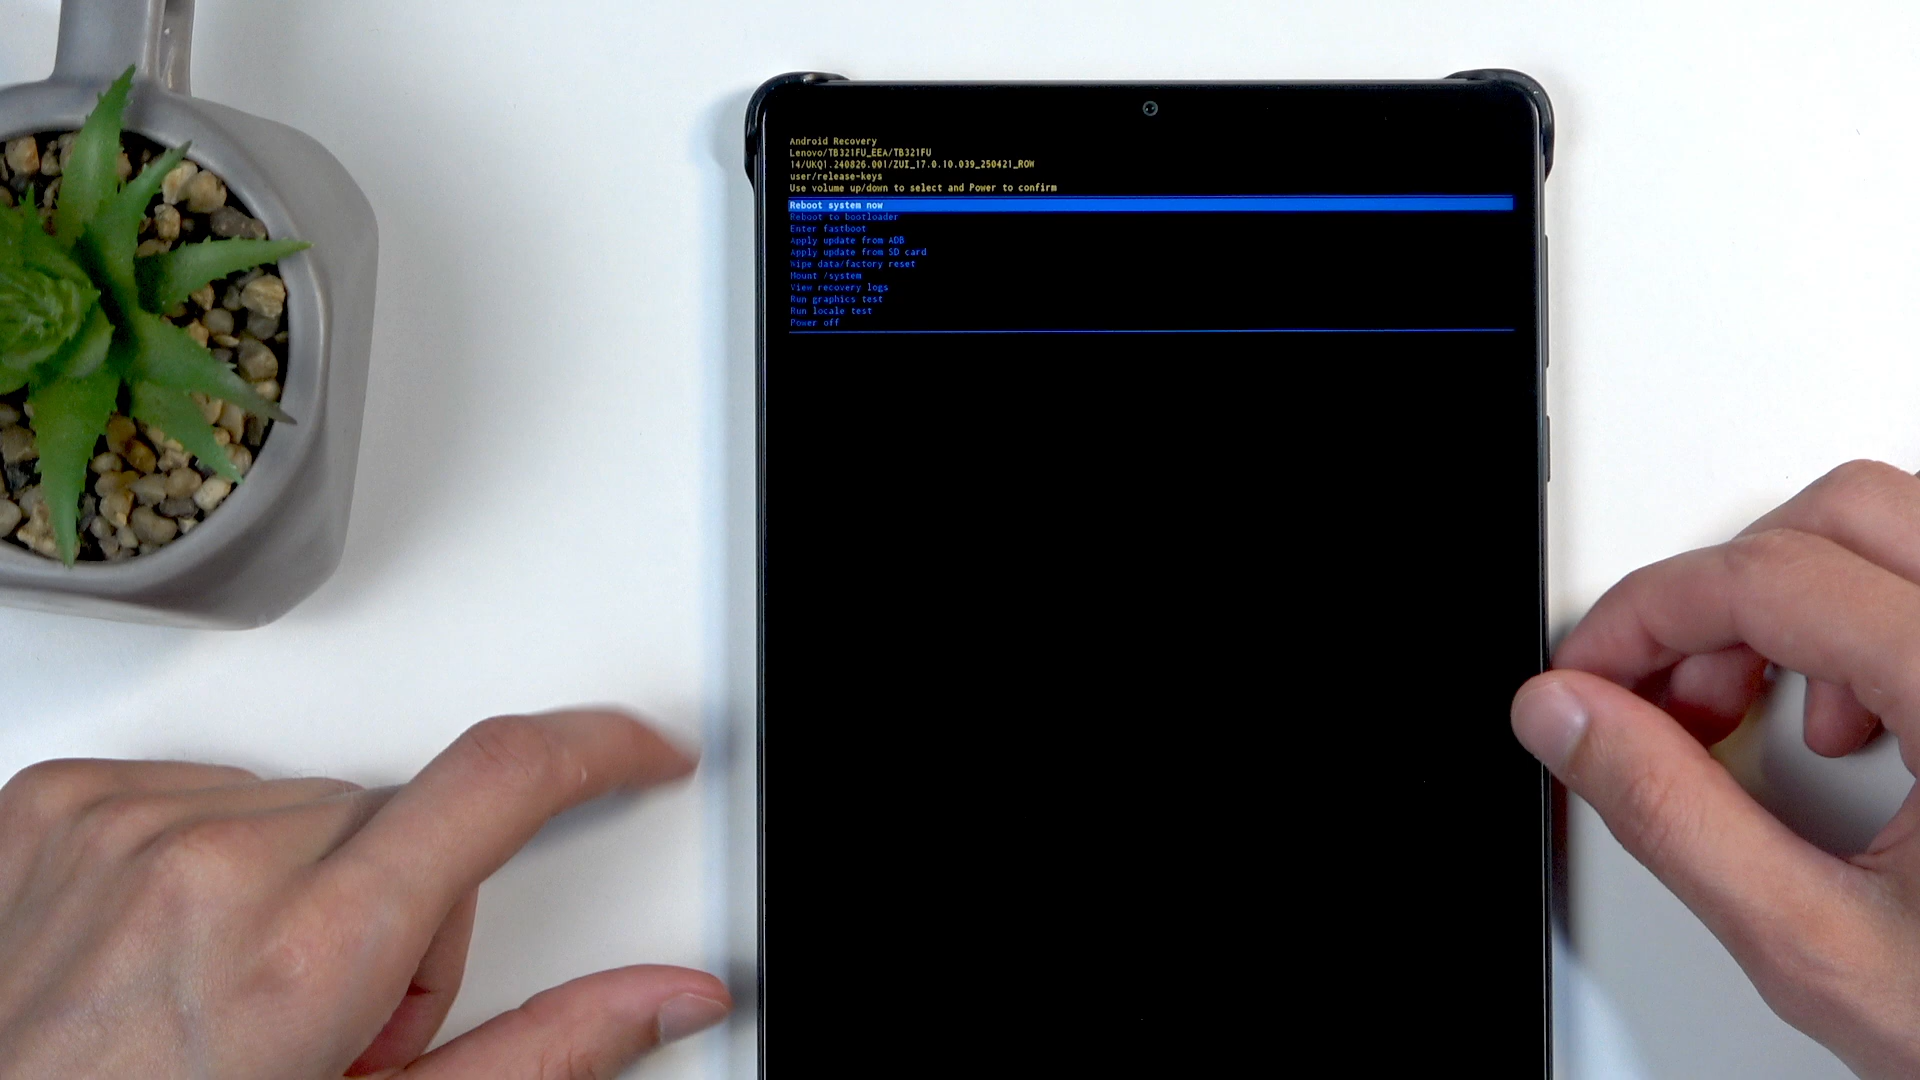 Android Recovery
Lenovo/TB321FU_EEA/TB321FU
14/UKQ1.240826.001/ZUI_17.0.10.039_250421_ROW
user/release-keys
Use volume up/down to select and Power to confirm
Reboot system now
Reboot to bootloader
Enter fastboot
Apply update from ADB
Apply update from SD card
Wipe data/factory reset
Mount /system
View recovery logs
Run graphics test
Run locale test
Power off